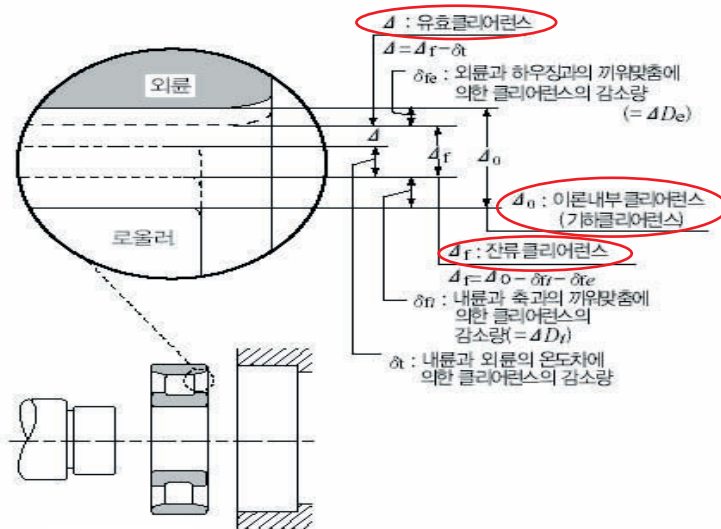 Δ : 유효클리어런스
Δ=Δf-δt
외륜
δfe : 외륜과 하우징과의 끼워맞춤에
의한 클리어런스의 감소량
(=ΔDe)
Δ
Δf
Δ0
Δ0 : 이론내부클리어런스
(기하클리어런스)
로울러
Δf : 잔류클리어런스
Δf=Δ0-δfi-δfe
δfi : 내륜과 축과의 끼워맞춤에
의한 클리어런스의
감소량(=ΔDi)
δt : 내륜과 외륜의 온도차에
의한 클리어런스의 감소량